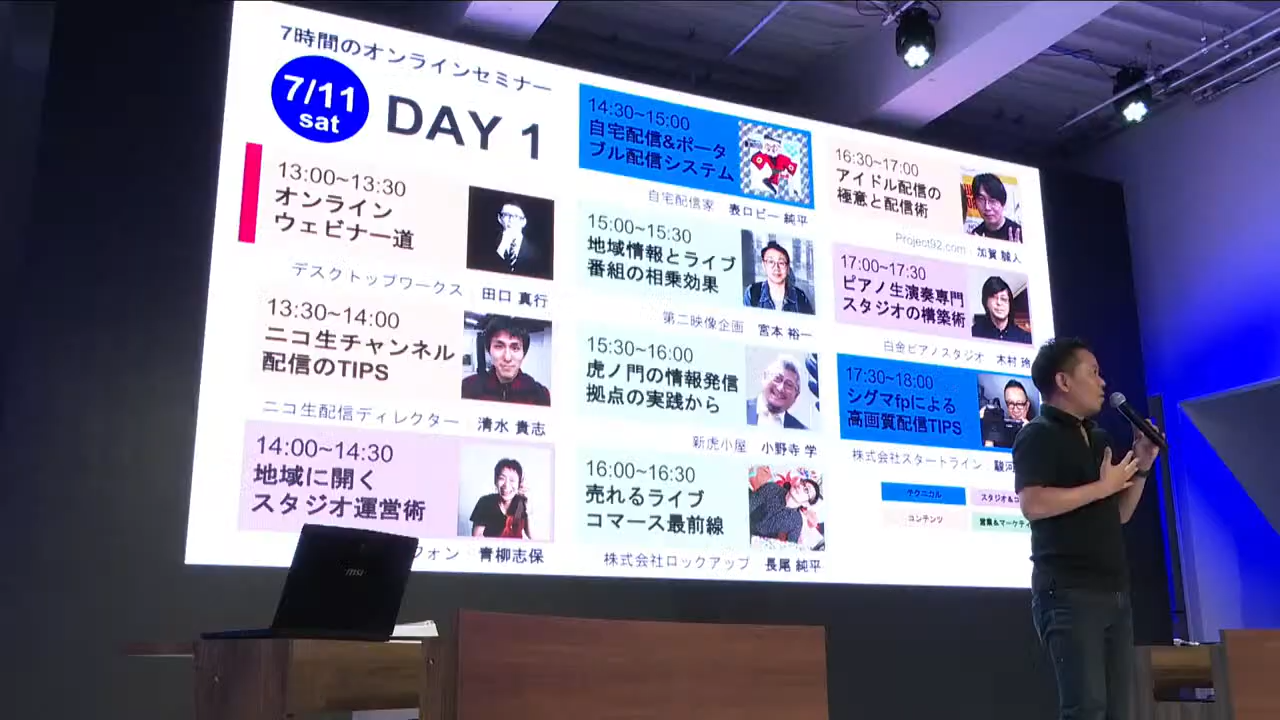 7時間のオンラインセミナー
7/11
sat
DAY 1
13:00~13:30
オンライン
ウェビナー道
デスクトップワークス 田口 真行
13:30~14:00
ニコ生チャンネル
配信のTIPS
ニコ生配信ディレクター 清水 貴志
14:00~14:30
地域に開く
スタジオ運営術
フォン 青柳志保
14:30~15:00
自宅配信&ポータ
ブル配信システム
自宅配信家 表ロビー 純平
15:00~15:30
地域情報とライブ
番組の相乗効果
第二映像企画 宮本 裕一
15:30~16:00
虎ノ門の情報発信
拠点の実践から
新虎小屋 小野寺 学
16:00~16:30
売れるライブ
コマース最前線
株式会社ロックアップ 長尾 純平
16:30~17:00
アイドル配信の
極意と配信術
Project92.com 加賀 騎人
17:00~17:30
ピアノ生演奏専門
スタジオの構築術
白金ピアノスタジオ 木村 玲
17:30~18:00
シグマfpによる
高画質配信TIPS
株式会社スタートライン 駿河
テクニカル
スタジオ&コ
コンテンツ
営業&マーケティ
msi